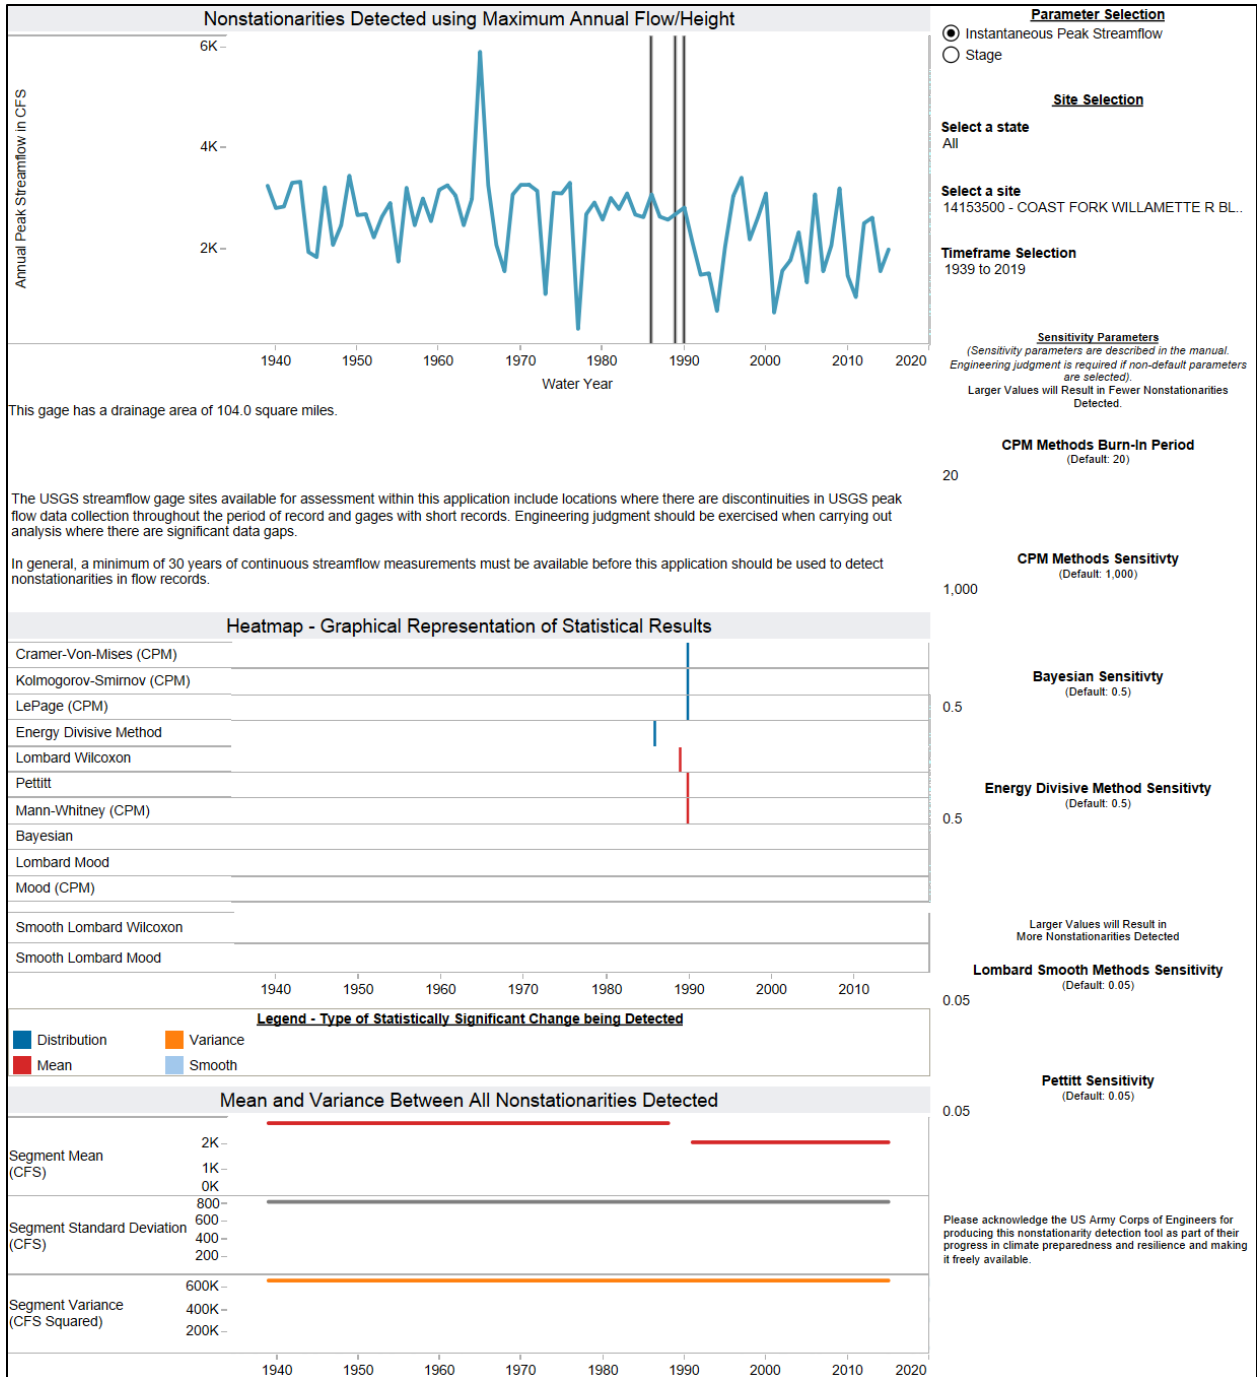 Nonstationarities Detected using Maximum Annual Flow/Height
Annual Peak Streamflow in CFS
6K
4K
2K
1940 1950 1960 1970 1980 1990 2000 2010 2020
Water Year
This gage has a drainage area of 104.0 square miles.
The USGS streamflow gage sites available for assessment within this application include locations where there are discontinuities in USGS peak
flow data collection throughout the period of record and gages with short records. Engineering judgment should be exercised when carrying out
analysis where there are significant data gaps.
In general, a minimum of 30 years of continuous streamflow measurements must be available before this application should be used to detect
nonstationarities in flow records.
Heatmap - Graphical Representation of Statistical Results
Cramer-Von-Mises (CPM)
Kolmogorov-Smirnov (CPM)
LePage (CPM)
Energy Divisive Method
Lombard Wilcoxon
Pettitt
Mann-Whitney (CPM)
Bayesian
Lombard Mood
Mood (CPM)
Smooth Lombard Wilcoxon
Smooth Lombard Mood
1940 1950 1960 1970 1980 1990 2000 2010
Legend - Type of Statistically Significant Change being Detected
Distribution Variance
Mean Smooth
Mean and Variance Between All Nonstationarities Detected
Segment Mean
(CFS)
2K
1K
0K
Segment Standard Deviation
(CFS)
800
600
400
200
Segment Variance
(CFS Squared)
600K
400K
200K
1940 1950 1960 1970 1980 1990 2000 2010 2020
Parameter Selection
Instantaneous Peak Streamflow
Stage
Site Selection
Select a state
All
Select a site
14153500 - COAST FORK WILLAMETTE R BL..
Timeframe Selection
1939 to 2019
Sensitivity Parameters
(Sensitivity parameters are described in the manual.
Engineering judgment is required if non-default parameters
are selected).
Larger Values will Result in Fewer Nonstationarities
Detected.
CPM Methods Burn-In Period
(Default: 20)
20
CPM Methods Sensitivty
(Default: 1,000)
1,000
Bayesian Sensitivty
(Default: 0.5)
0.5
Energy Divisive Method Sensitivty
(Default: 0.5)
0.5
Larger Values will Result in
More Nonstationarities Detected
Lombard Smooth Methods Sensitivity
(Default: 0.05)
0.05
Pettitt Sensitivity
(Default: 0.05)
0.05
Please acknowledge the US Army Corps of Engineers for
producing this nonstationarity detection tool as part of their
progress in climate preparedness and resilience and making
it freely available.